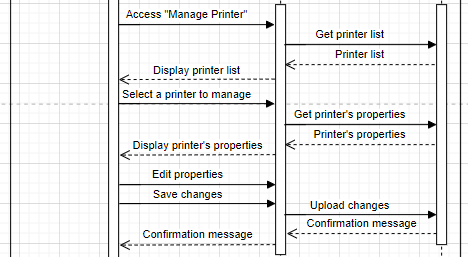 Access "Manage Printer"
Get printer list
Printer list
Display printer list
Select a printer to manage
Get printer's properties
Printer's properties
Display printer's properties
Edit properties
Save changes
Upload changes
Confirmation message
Confirmation message